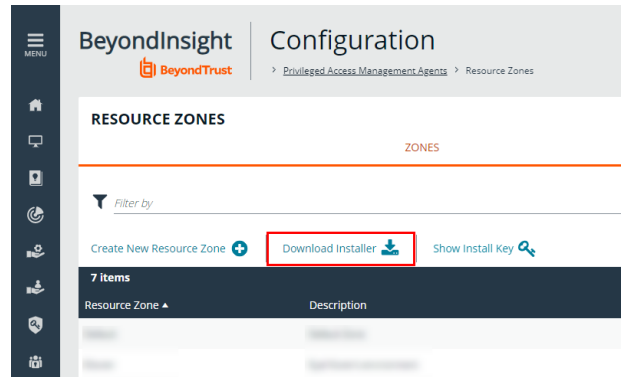 MENU
BeyondInsight
BeyondTrust
Configuration
> Privileged Access Management Agents > Resource Zones
RESOURCE ZONES
ZONES
Filter by
Create New Resource Zone
Download Installer
Show Install Key
7 items
Resource Zone
Description